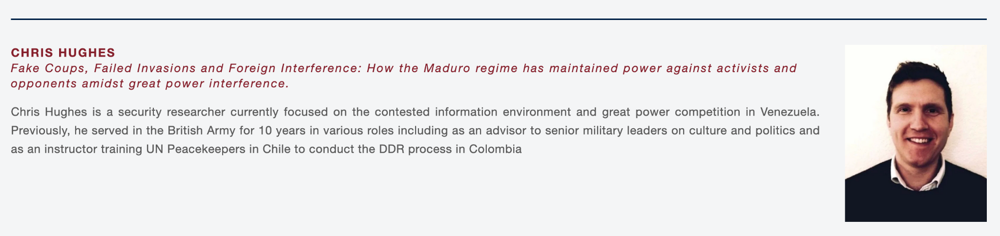 CHRIS HUGHES
Fake Coups, Failed Invasions and Foreign Interference: How the Maduro regime has maintained power against activists and
opponents amidst great power interference.
Chris Hughes is a security researcher currently focused on the contested information environment and great power competition in Venezuela.
Previously, he served in the British Army for 10 years in various roles including as an advisor to senior military leaders on culture and politics and
as an instructor training UN Peacekeepers in Chile to conduct the DDR process in Colombia